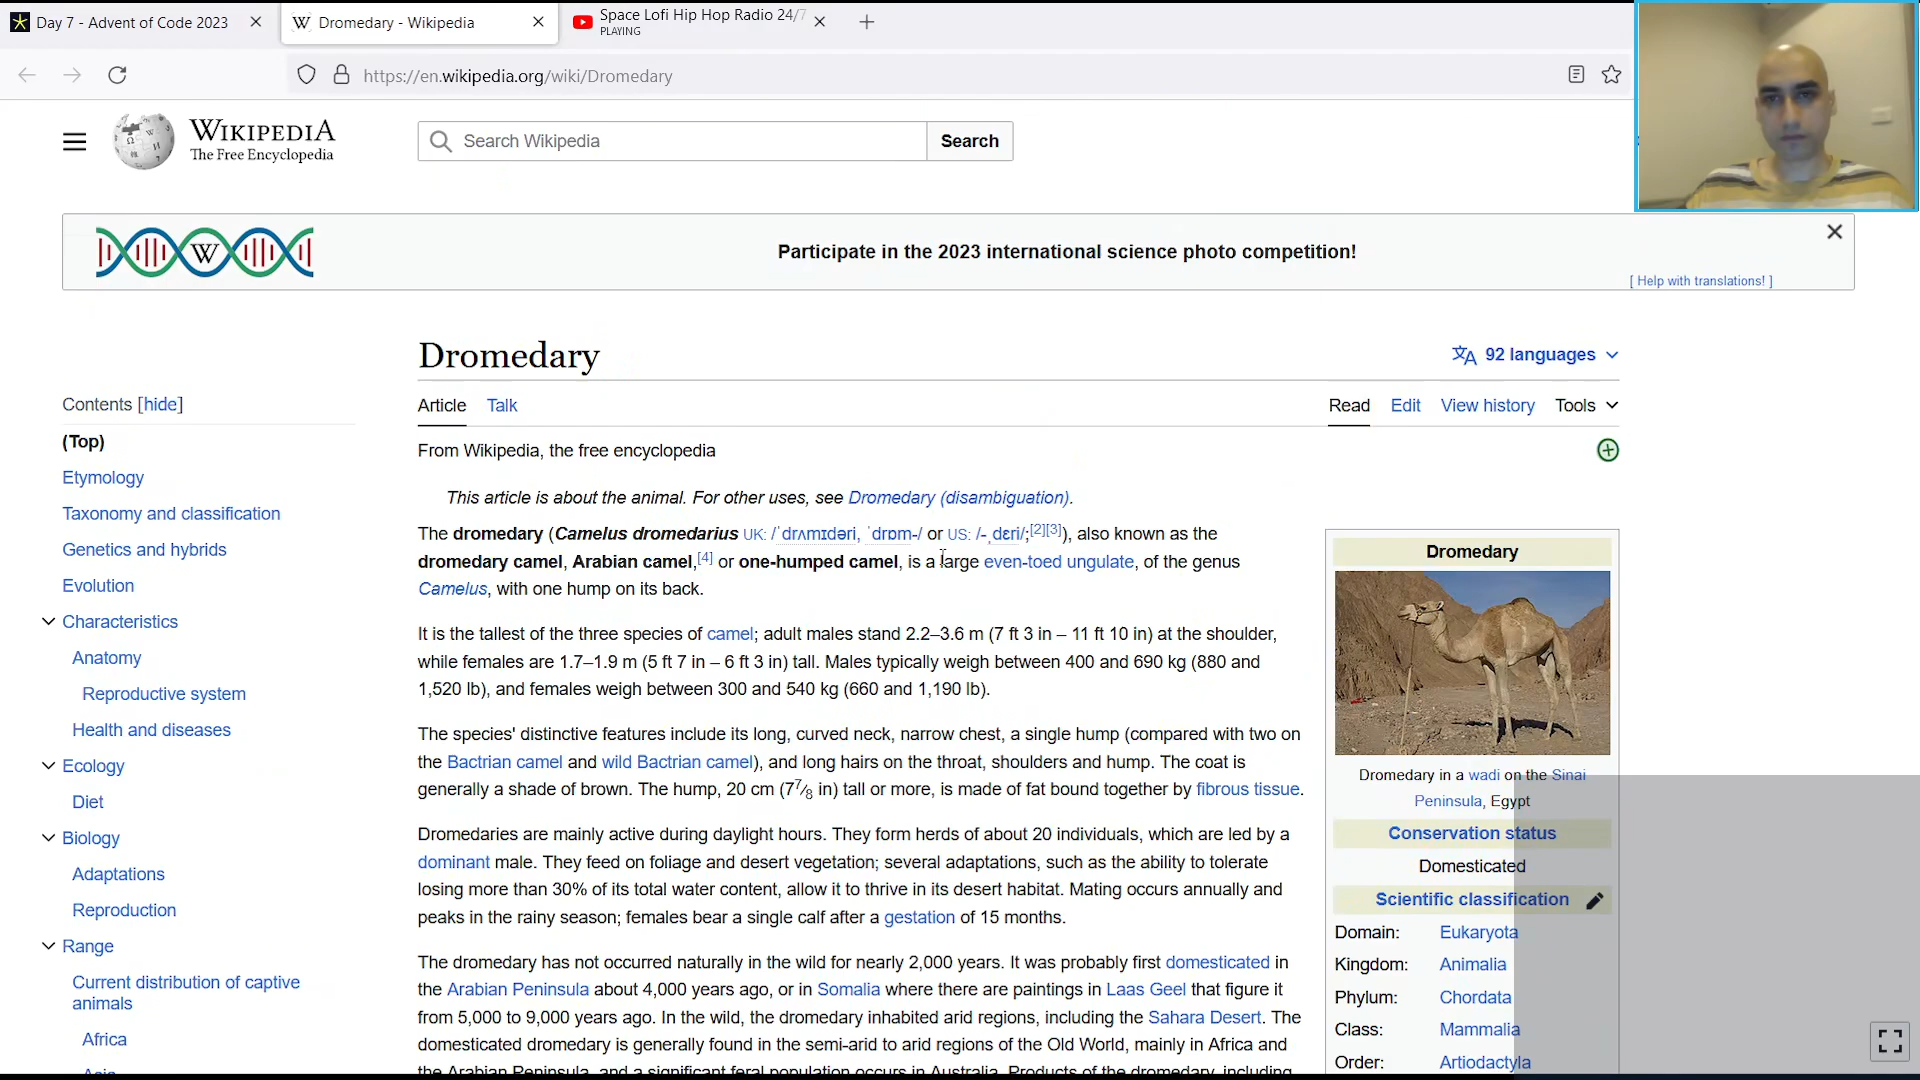 Day 7 - Advent of Code 2023
Dromedary - Wikipedia
Space Lofi Hip Hop Radio 24/7
PLAYING
https://en.wikipedia.org/wiki/Dromedary
WIKIPEDIA
The Free Encyclopedia
Search Wikipedia
Search
W
Participate in the 2023 international science photo competition!
[ Help with translations! ]
Dromedary
92 languages
Article Talk
Read Edit View history Tools
From Wikipedia, the free encyclopedia
Contents [hide]
(Top)
Etymology
Taxonomy and classification
Genetics and hybrids
Evolution
Characteristics
Anatomy
Reproductive system
Health and diseases
Ecology
Diet
Biology
Adaptations
Reproduction
Range
Current distribution of captive
animals
Africa
This article is about the animal. For other uses, see Dromedary (disambiguation).
The dromedary (Camelus dromedarius UK: /ˈdrʌmɪdəri, ˈdrɒm-/ or US: /-ˌdɛri/;[2][3]), also known as the
dromedary camel, Arabian camel,[4] or one-humped camel, is a large even-toed ungulate, of the genus
Camelus, with one hump on its back.
It is the tallest of the three species of camel; adult males stand 2.2–3.6 m (7 ft 3 in – 11 ft 10 in) at the shoulder,
while females are 1.7–1.9 m (5 ft 7 in – 6 ft 3 in) tall. Males typically weigh between 400 and 690 kg (880 and
1,520 lb), and females weigh between 300 and 540 kg (660 and 1,190 lb).
The species' distinctive features include its long, curved neck, narrow chest, a single hump (compared with two on
the Bactrian camel and wild Bactrian camel), and long hairs on the throat, shoulders and hump. The coat is
generally a shade of brown. The hump, 20 cm (7 7⁄8 in) tall or more, is made of fat bound together by fibrous tissue.
Dromedaries are mainly active during daylight hours. They form herds of about 20 individuals, which are led by a
dominant male. They feed on foliage and desert vegetation; several adaptations, such as the ability to tolerate
losing more than 30% of its total water content, allow it to thrive in its desert habitat. Mating occurs annually and
peaks in the rainy season; females bear a single calf after a gestation of 15 months.
The dromedary has not occurred naturally in the wild for nearly 2,000 years. It was probably first domesticated in
the Arabian Peninsula about 4,000 years ago, or in Somalia where there are paintings in Laas Geel that figure it
from 5,000 to 9,000 years ago. In the wild, the dromedary inhabited arid regions, including the Sahara Desert. The
domesticated dromedary is generally found in the semi-arid to arid regions of the Old World, mainly in Africa and
the Arabian Peninsula, and a significant feral population occurs in Australia. Products of the dromedary, including
Dromedary
Dromedary in a wadi on the Sinai
Peninsula, Egypt
Conservation status
Domesticated
Scientific classification
Domain: Eukaryota
Kingdom: Animalia
Phylum: Chordata
Class: Mammalia
Order: Artiodactyla